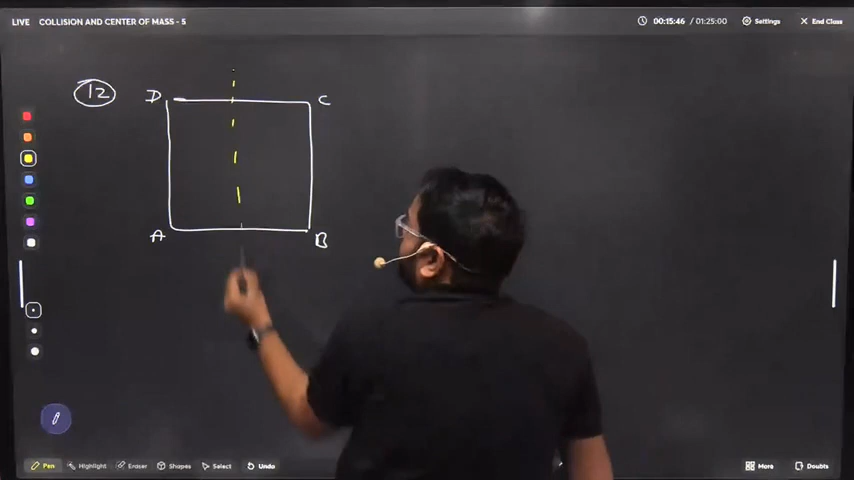 LIVE COLLISION AND CENTER OF MASS - 5 00:15:46 / 01:25:00 Settings End Class
12 D C
A B
Pen Highlight Eraser Shapes Select Undo More Doubts